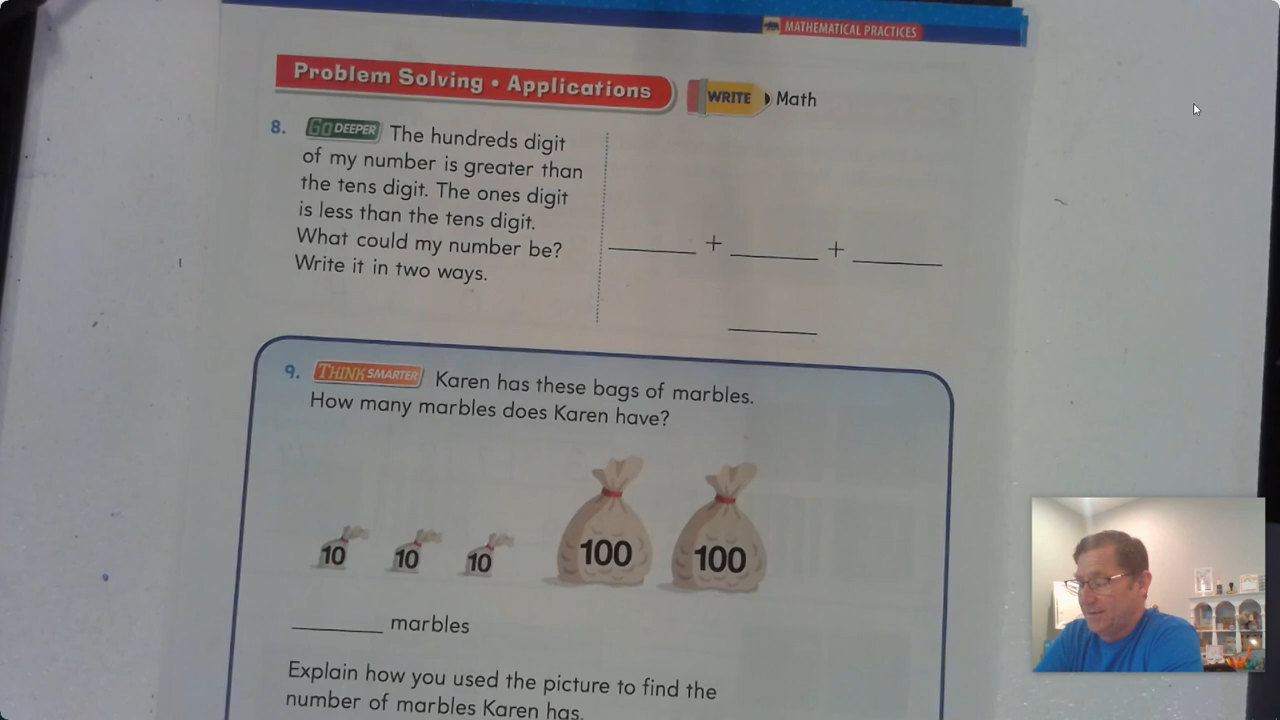 MATHEMATICAL PRACTICES
Problem Solving • Applications
WRITE Math
8. GO DEEPER The hundreds digit
of my number is greater than
the tens digit. The ones digit
is less than the tens digit.
What could my number be?
Write it in two ways.
+ +
9. THINK SMARTER Karen has these bags of marbles.
How many marbles does Karen have?
10 10 10 100 100
marbles
Explain how you used the picture to find the
number of marbles Karen has.